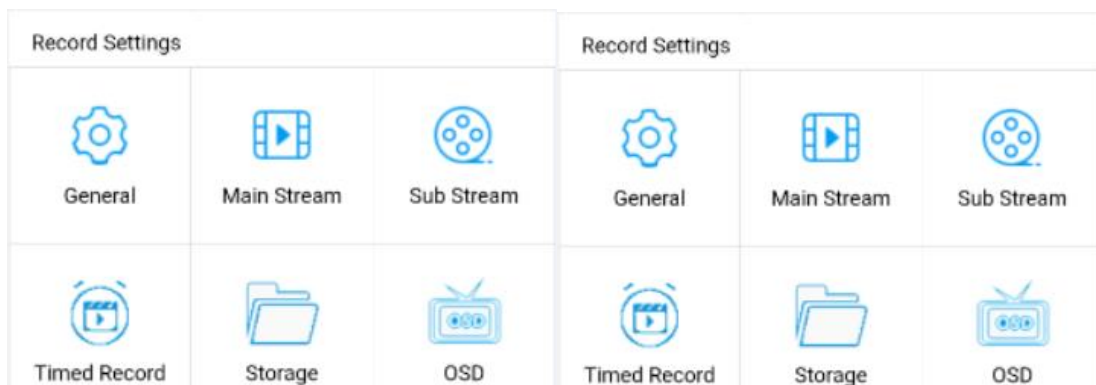 Record Settings
General Main Stream Sub Stream
OSD
Timed Record Storage OSD
Record Settings
General Main Stream Sub Stream
OSD
Timed Record Storage OSD